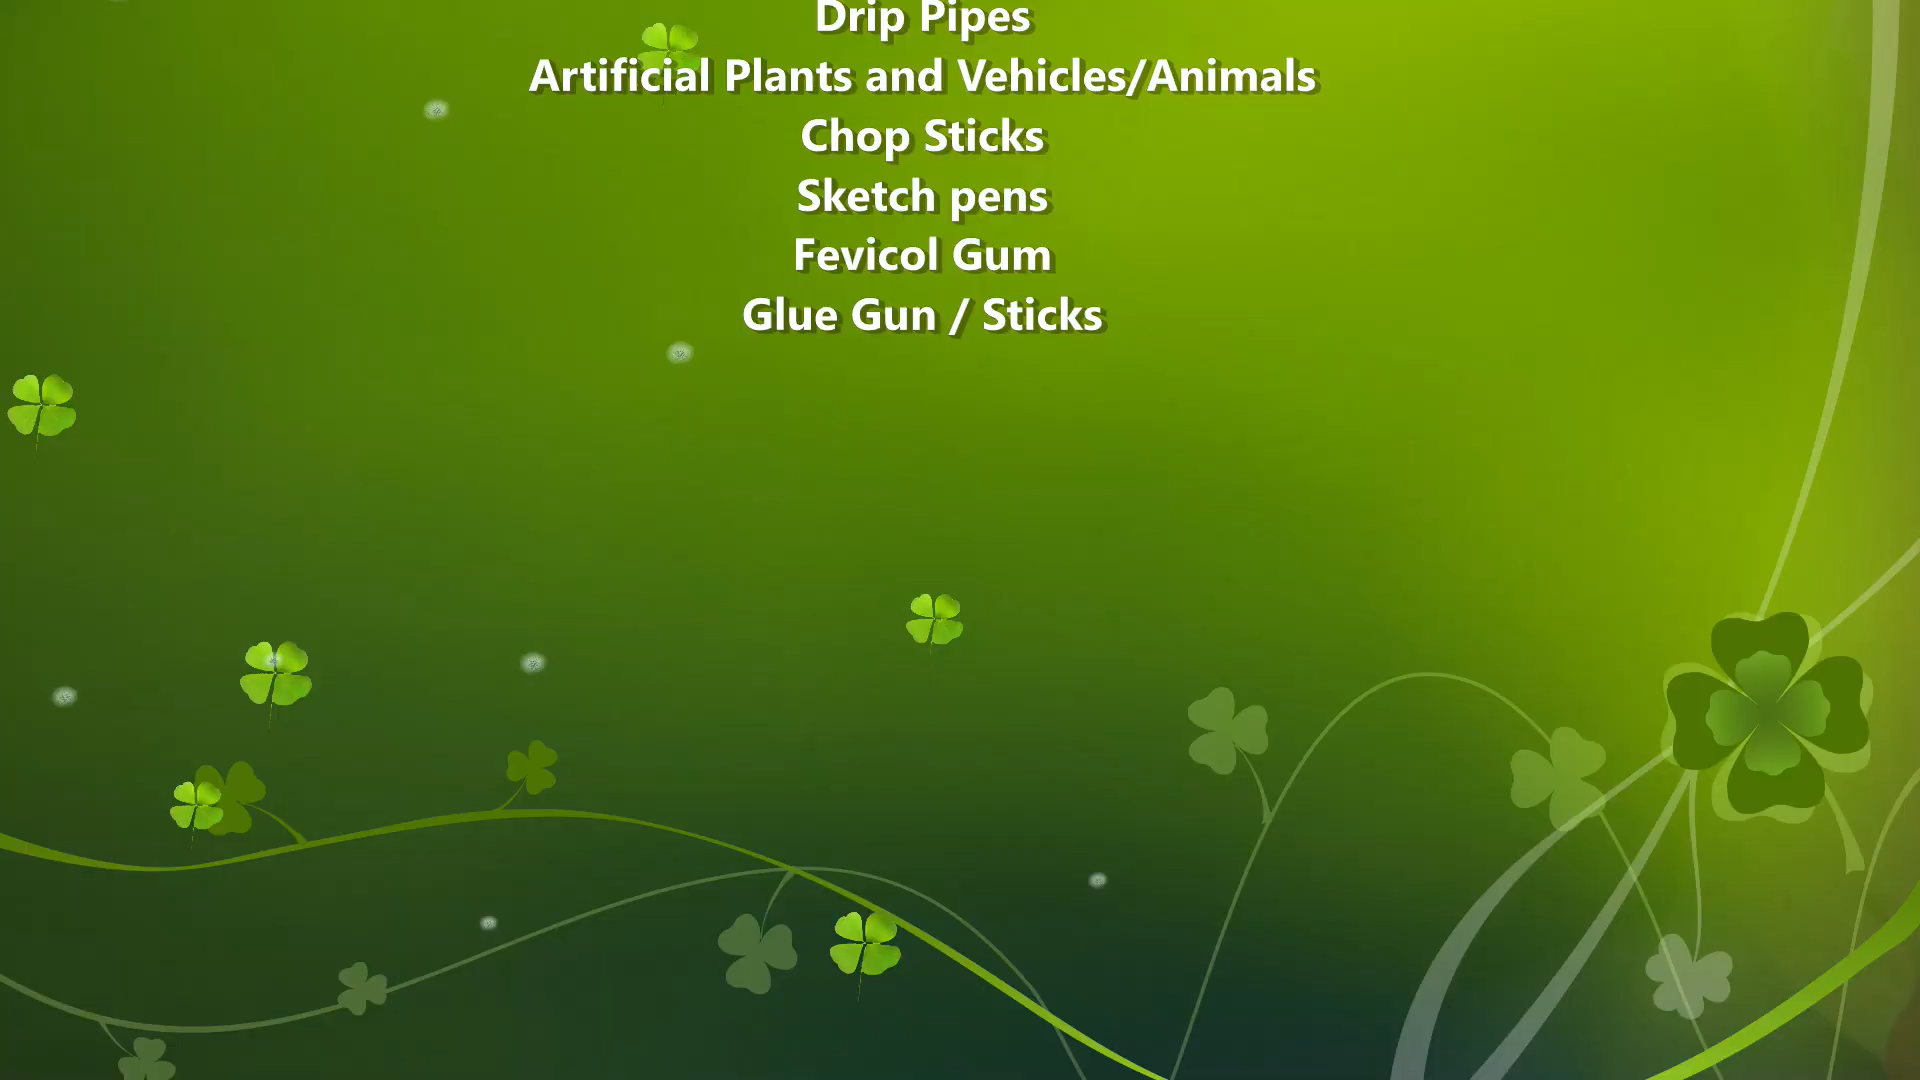 Drip Pipes
Artificial Plants and Vehicles/Animals
Chop Sticks
Sketch pens
Fevicol Gum
Glue Gun / Sticks